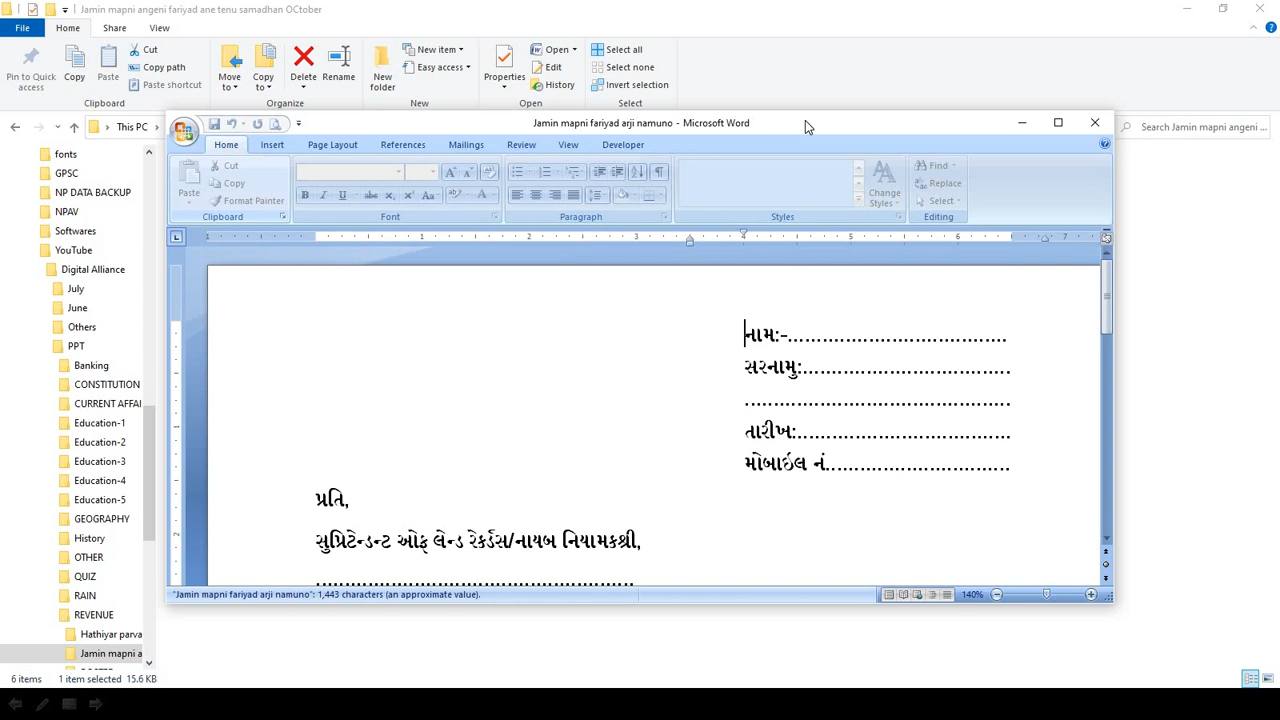 Jamin mapni angeni fariyad ane tenu samadhan OCtober
File Home Share View
Pin to Quick access
Copy
Paste
Cut
Copy path
Paste shortcut
Clipboard
Move to
Copy to
Delete
Rename
Organize
New folder
New item
Easy access
New
Properties
Open
Edit
History
Open
Select all
Select none
Invert selection
Select
This PC
Search Jamin mapni angeni ...
Jamin mapni fariyad arji namuno - Microsoft Word
Home Insert Page Layout References Mailings Review View Developer
Paste
Cut
Copy
Format Painter
Clipboard
Font
Paragraph
Change Styles
Styles
Find
Replace
Select
Editing
1 1 2 3 4 5 6 7
fonts
GPSC
NP DATA BACKUP
NPAV
Softwares
YouTube
Digital Alliance
July
June
Others
PPT
Banking
CONSTITUTION
CURRENT AFFAI
Education-1
Education-2
Education-3
Education-4
Education-5
GEOGRAPHY
History
OTHER
QUIZ
RAIN
REVENUE
Hathiyar parva
Jamin mapni a
નામ:-.........................................
સરનામુ:.......................................
..................................................
તારીખ:........................................
મોબાઈલ નં..................................
પ્રતિ,
સુપ્રિટેન્ડન્ટ ઓફ લેન્ડ રેકર્ડસ/નાયબ નિયામકશ્રી,
............................................................
"Jamin mapni fariyad arji namuno": 1,443 characters (an approximate value).
140%
6 items 1 item selected 15.6 KB